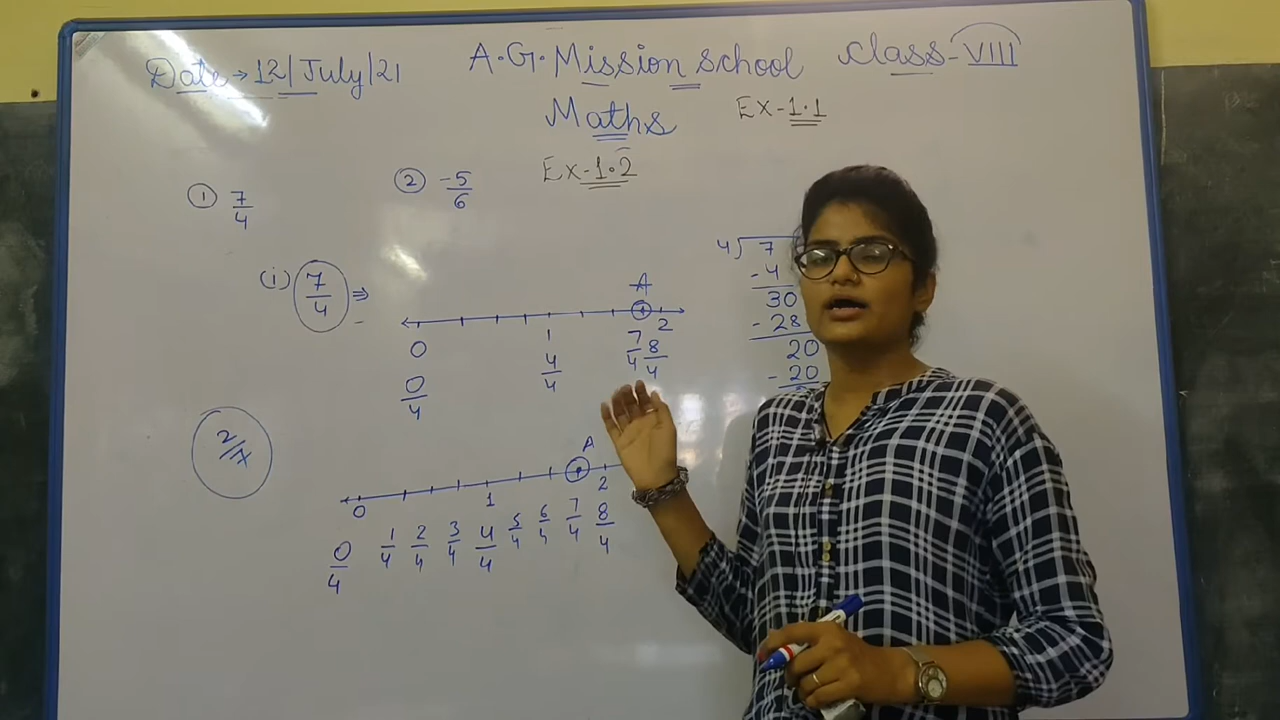 Date → 12/July/21 A.G. Mission school Class-VIII
Maths Ex-1.1
Ex-1.2
① 7/4 ② -5/6
(i) 7/4 ⇒
A
0 1 7/4 2
0/4 4/4 8/4
4 7
-4
30
-28
20
-20
2/7
A
0 1 2
0/4 1/4 2/4 3/4 4/4 5/4 6/4 7/4 8/4